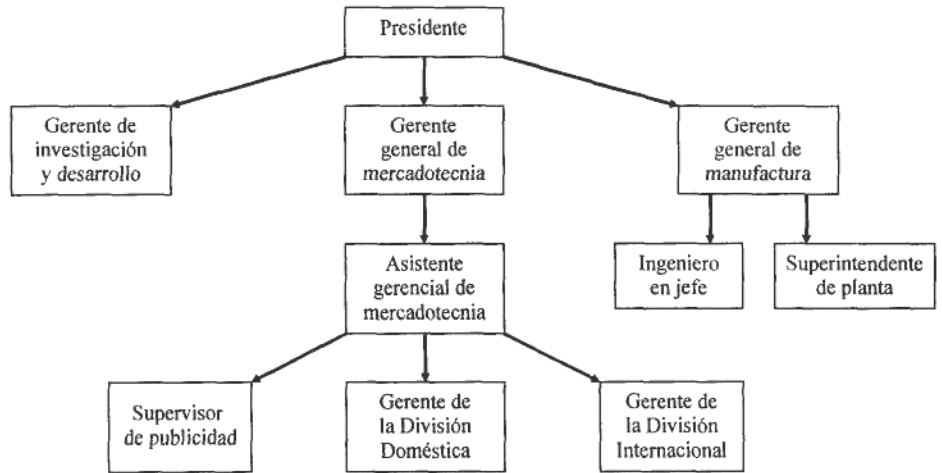 Presidente
Gerente de
investigación
y desarrollo
Gerente
general de
mercadotecnia
Gerente
general de
manufactura
Asistente
gerencial de
mercadotecnia
Ingeniero
en jefe
Superintendente
de planta
Supervisor
de publicidad
Gerente de
la División
Doméstica
Gerente de
la División
Internacional